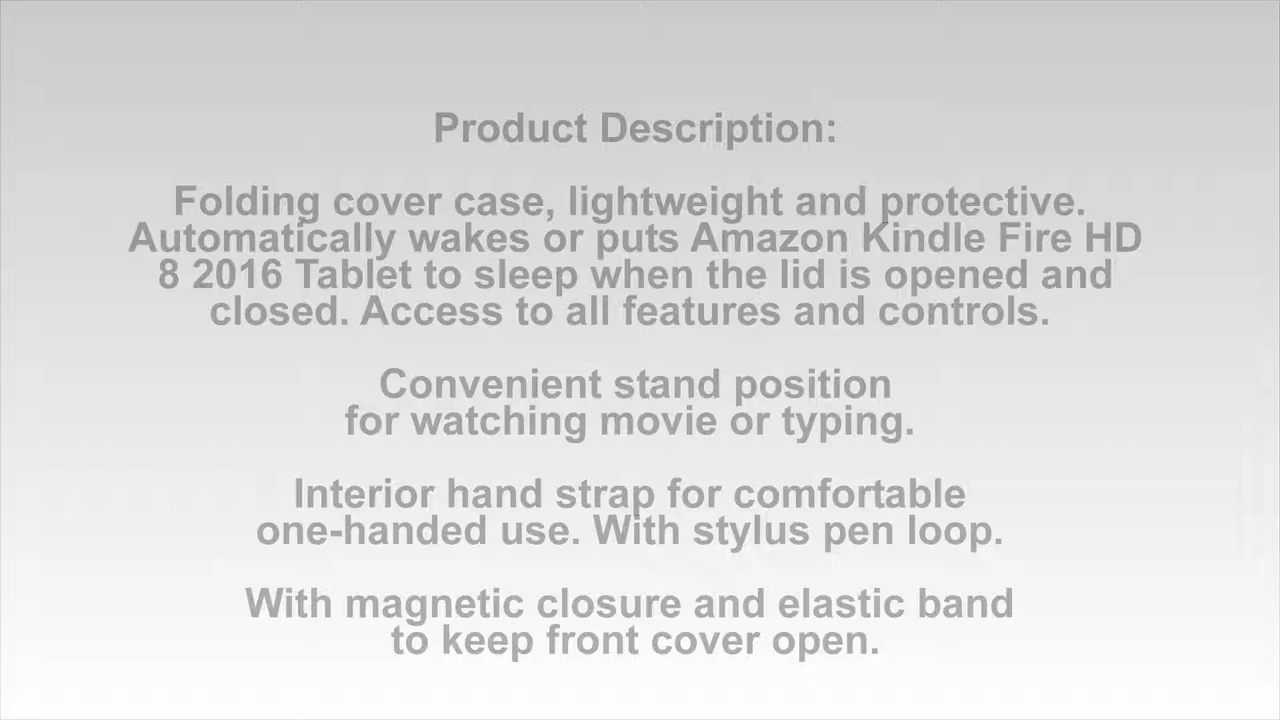 Product Description:
Folding cover case, lightweight and protective.
Automatically wakes or puts Amazon Kindle Fire HD
8 2016 Tablet to sleep when the lid is opened and
closed. Access to all features and controls.
Convenient stand position
for watching movie or typing.
Interior hand strap for comfortable
one-handed use. With stylus pen loop.
With magnetic closure and elastic band
to keep front cover open.